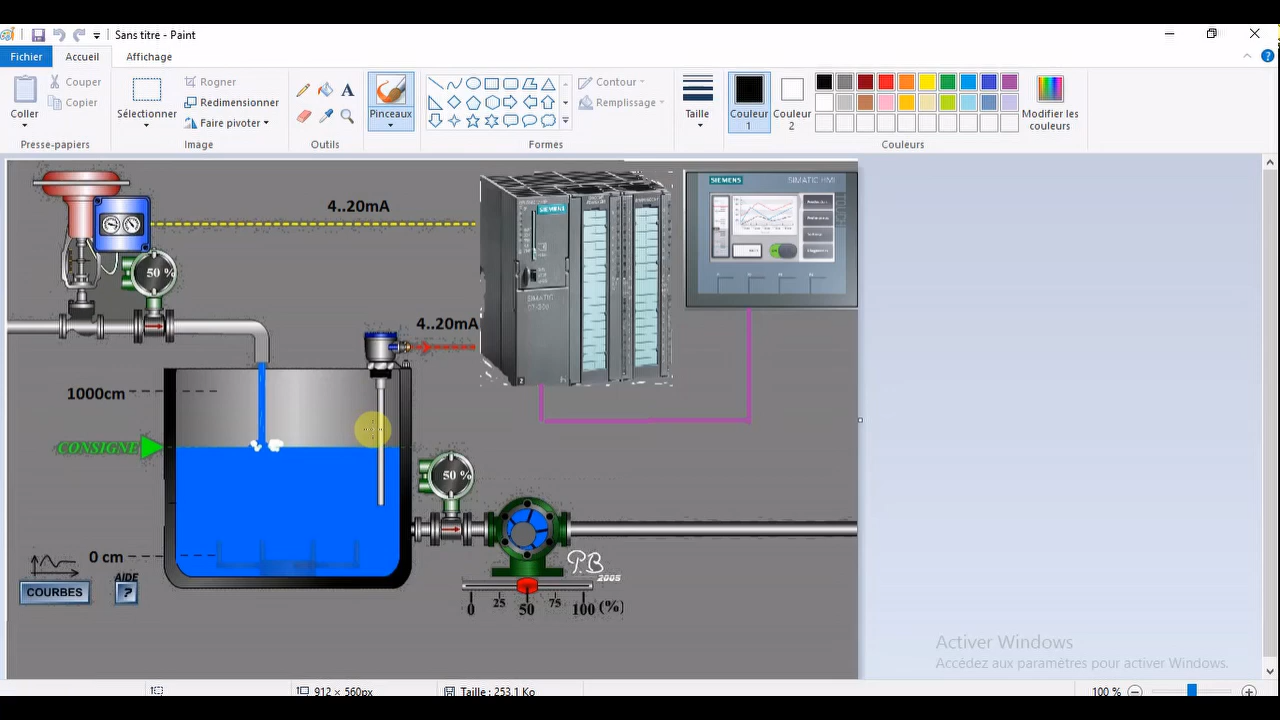 Sans titre - Paint
Fichier
Accueil
Affichage
Coller
Couper
Copier
Presse-papiers
Sélectionner
Rogner
Redimensionner
Faire pivoter
Image
A
Outils
Pinceaux
Contour
Remplissage
Formes
Taille
Couleur
1
Couleur
2
Modifier les
couleurs
Couleurs
4..20mA
50 %
SIEMENS
SIMATIC
S7-300
SIEMENS
SIMATIC HMI
TOUCH
4..20mA
1000cm
CONSIGNE
50 %
0 cm
P.B
2005
COURBES
AIDE
?
0 25 50 75 100 (%)
Activer Windows
Accédez aux paramètres pour activer Windows.
912 × 560px
Taille : 253,1 Ko
100 %